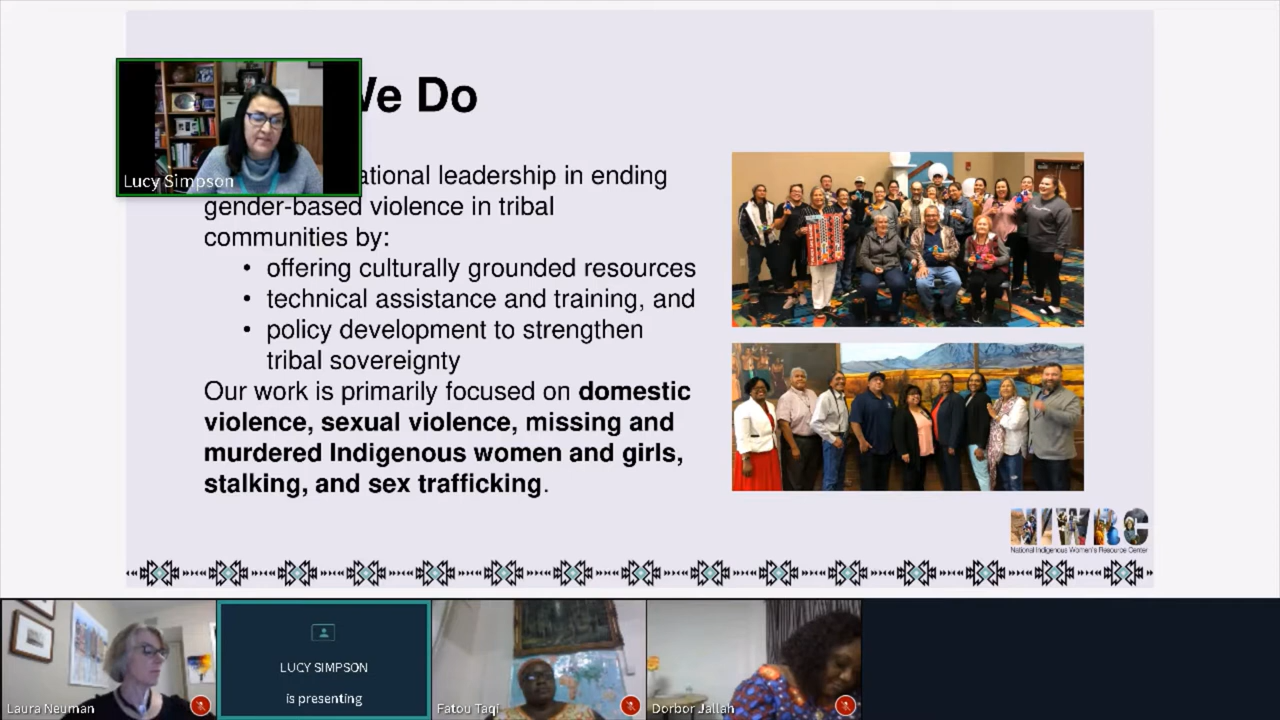 We Do
Lucy Simpson
ational leadership in ending
gender-based violence in tribal
communities by:
• offering culturally grounded resources
• technical assistance and training, and
• policy development to strengthen
tribal sovereignty
Our work is primarily focused on domestic
violence, sexual violence, missing and
murdered Indigenous women and girls,
stalking, and sex trafficking.
NIWRC
National Indigenous Women's Resource Center
LUCY SIMPSON
is presenting
Laura Neuman
Fatou Taqi
Dorbor Jallah